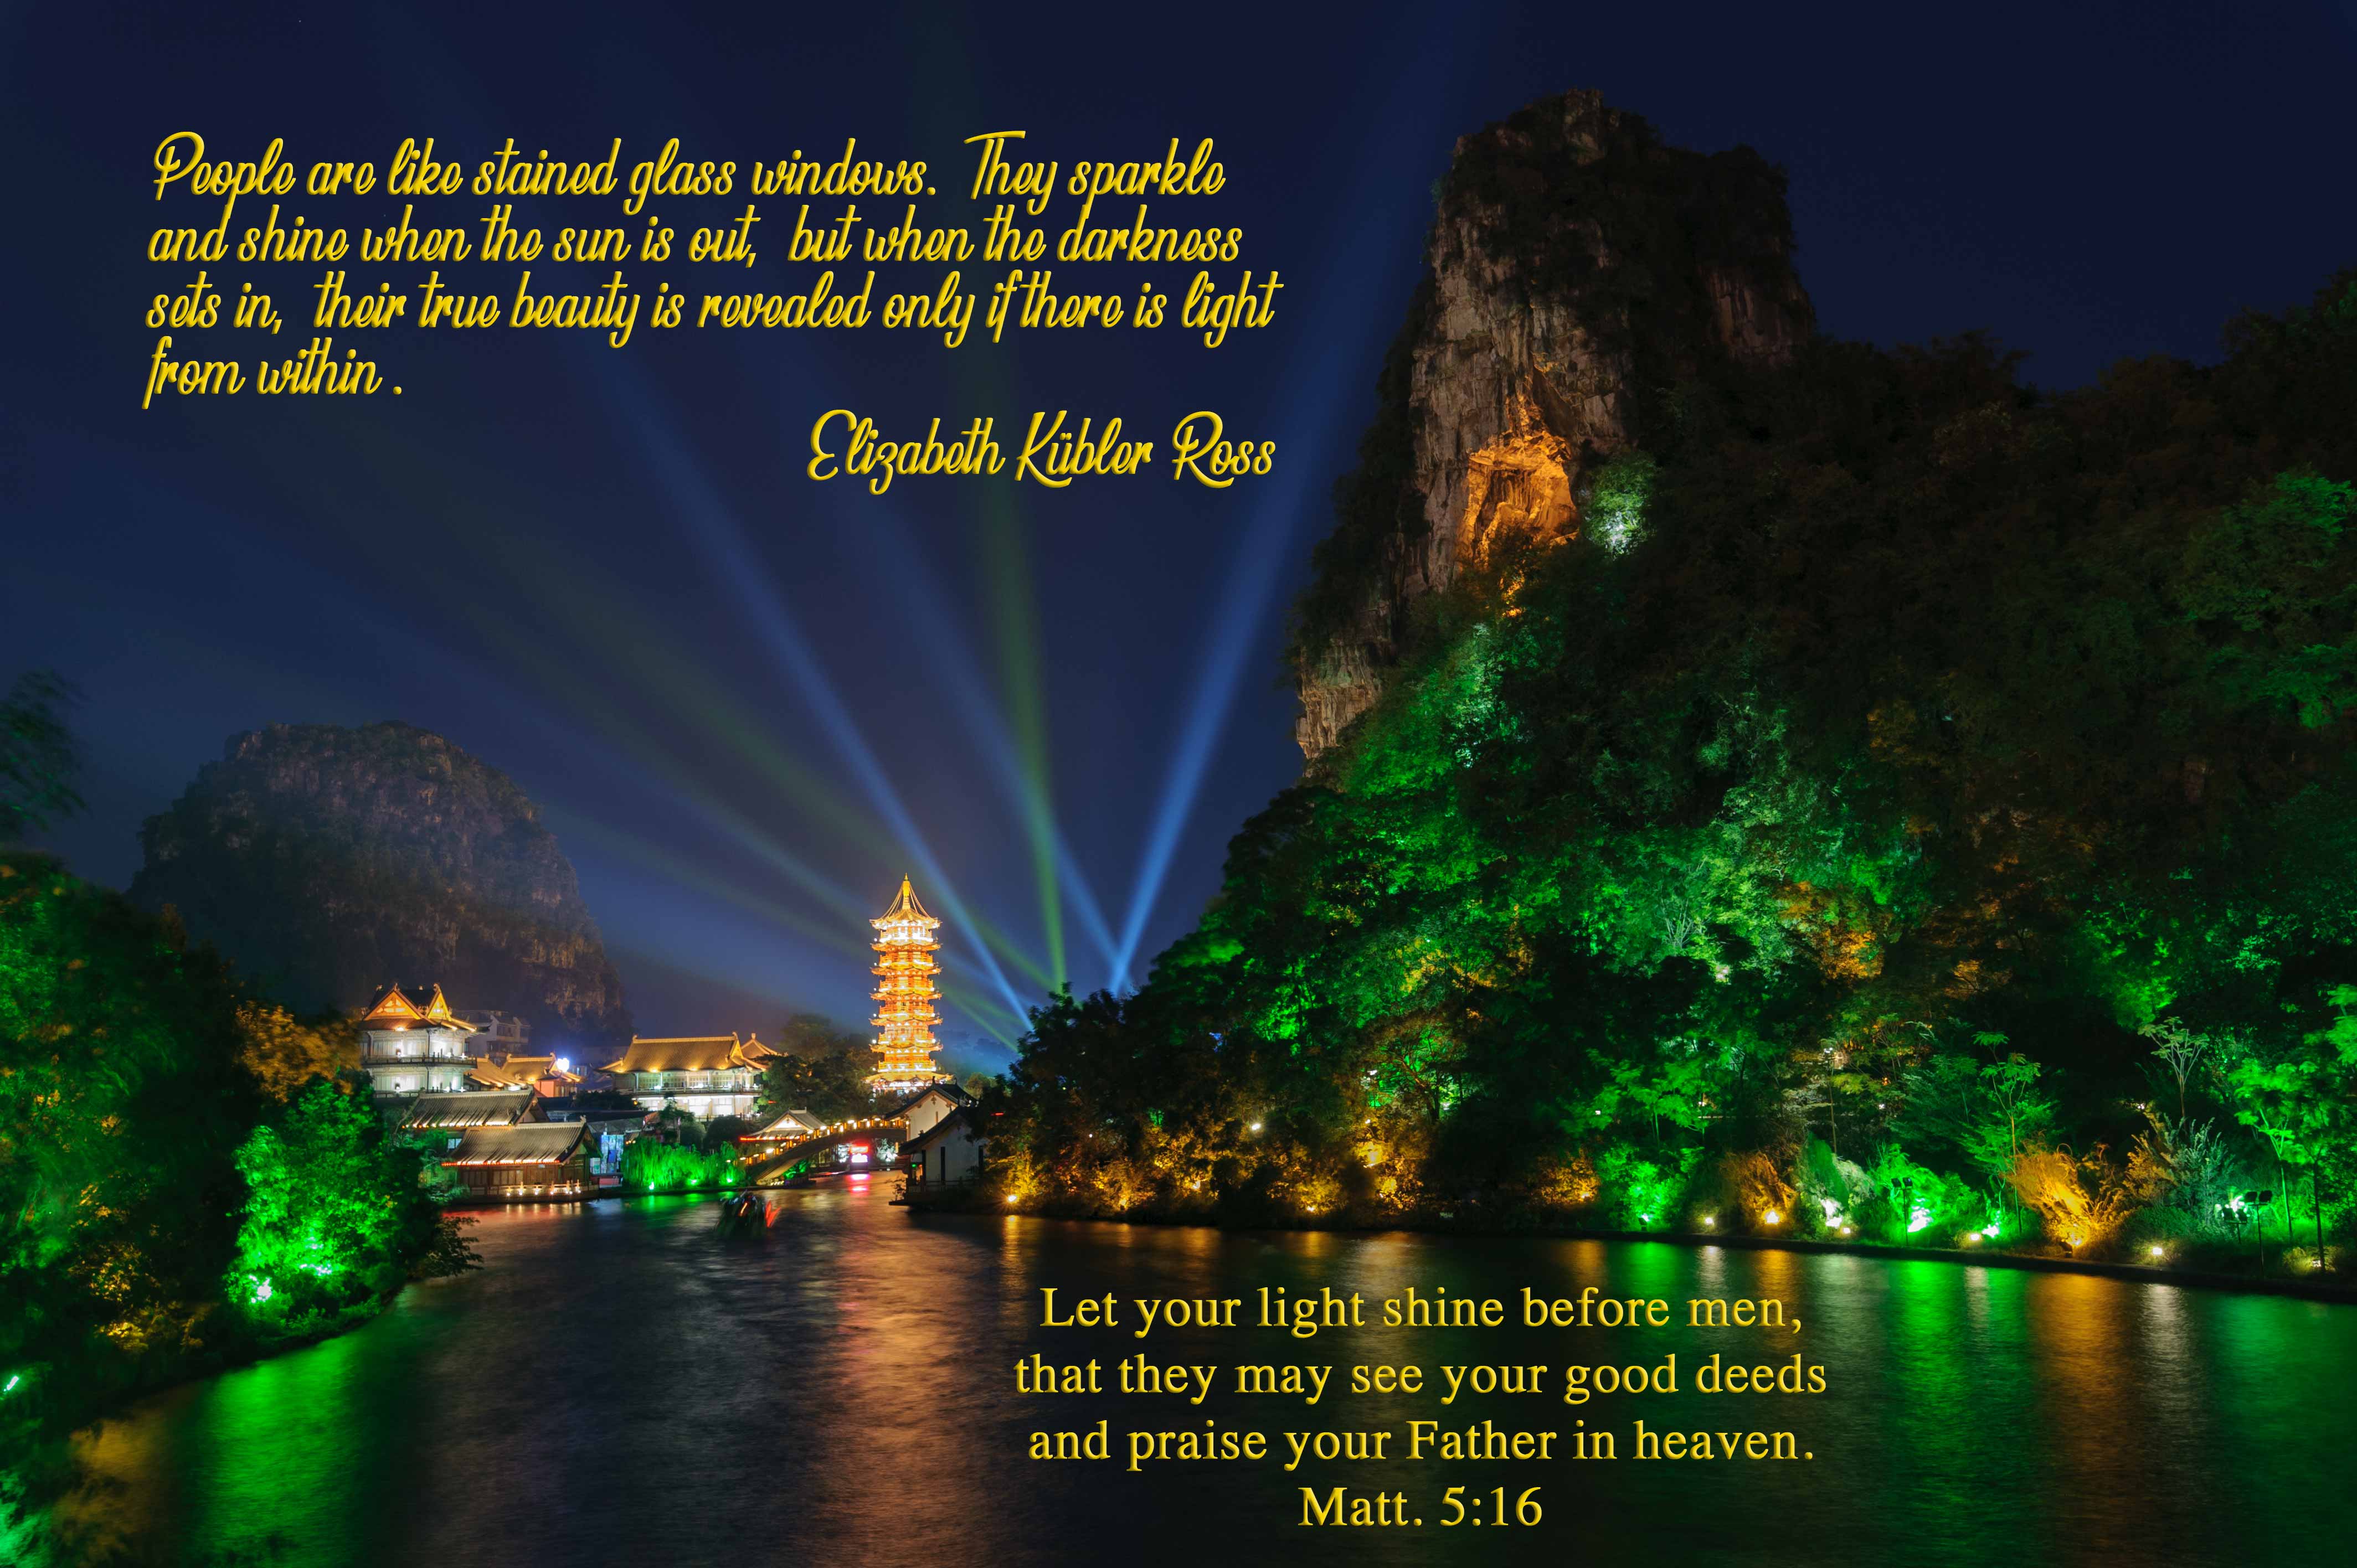 People are like stained glass windows. They sparkle
and shine when the sun is out, but when the darkness
sets in, their true beauty is revealed only if there is light
from within .
Elizabeth Kübler Ross
Let your light shine before men,
that they may see your good deeds
and praise your Father in heaven.
Matt. 5:16